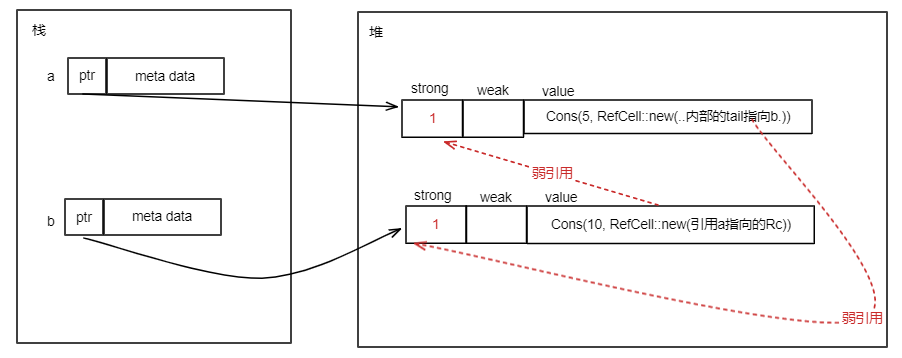 栈
堆
a
ptr
meta data
strong
weak
value
1
Cons(5, RefCell::new(..内部的tail指向b.))
弱引用
b
ptr
meta data
strong
weak
value
1
Cons(10, RefCell::new(引用a指向的Rc))
弱引用